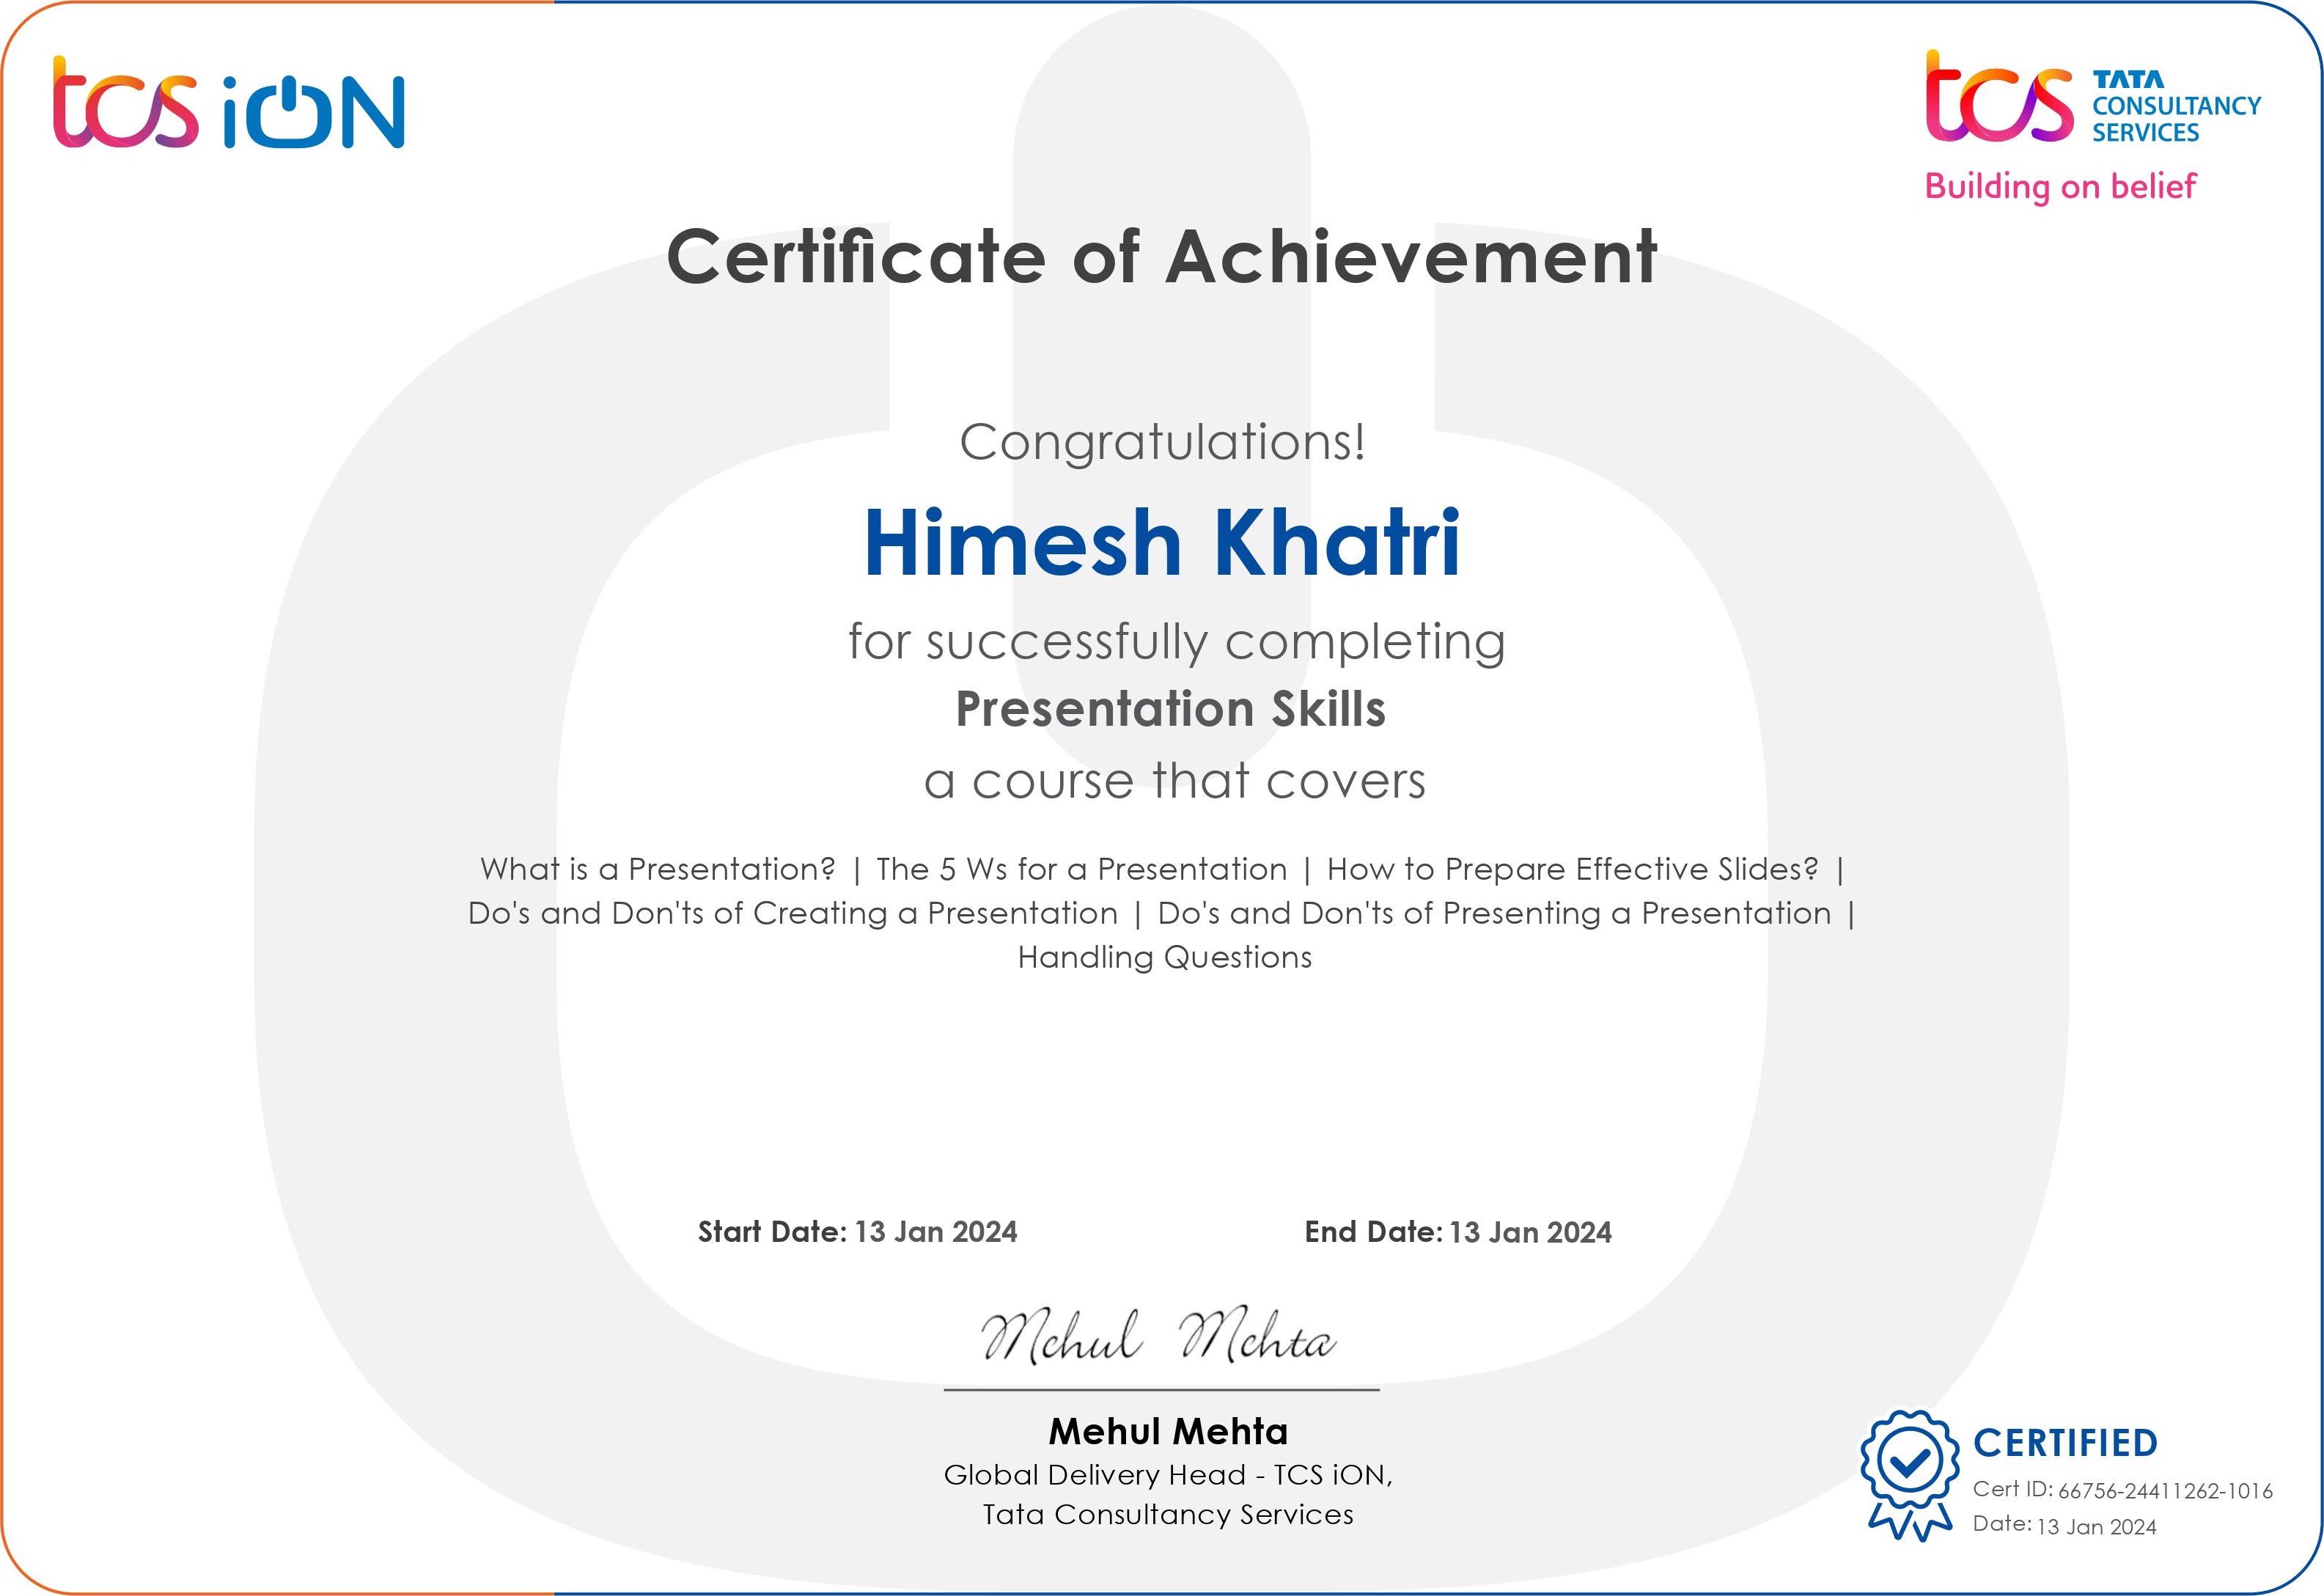 tcs iON
tcs TATA
CONSULTANCY
SERVICES
Building on belief
Certificate of Achievement
Congratulations!
Himesh Khatri
for successfully completing
Presentation Skills
a course that covers
What is a Presentation? | The 5 Ws for a Presentation | How to Prepare Effective Slides? |
Do's and Don'ts of Creating a Presentation | Do's and Don'ts of Presenting a Presentation |
Handling Questions
Start Date: 13 Jan 2024 End Date: 13 Jan 2024
Mehul Mehta
Mehul Mehta
Global Delivery Head - TCS iON,
Tata Consultancy Services
CERTIFIED
Cert ID: 66756-24411262-1016
Date: 13 Jan 2024